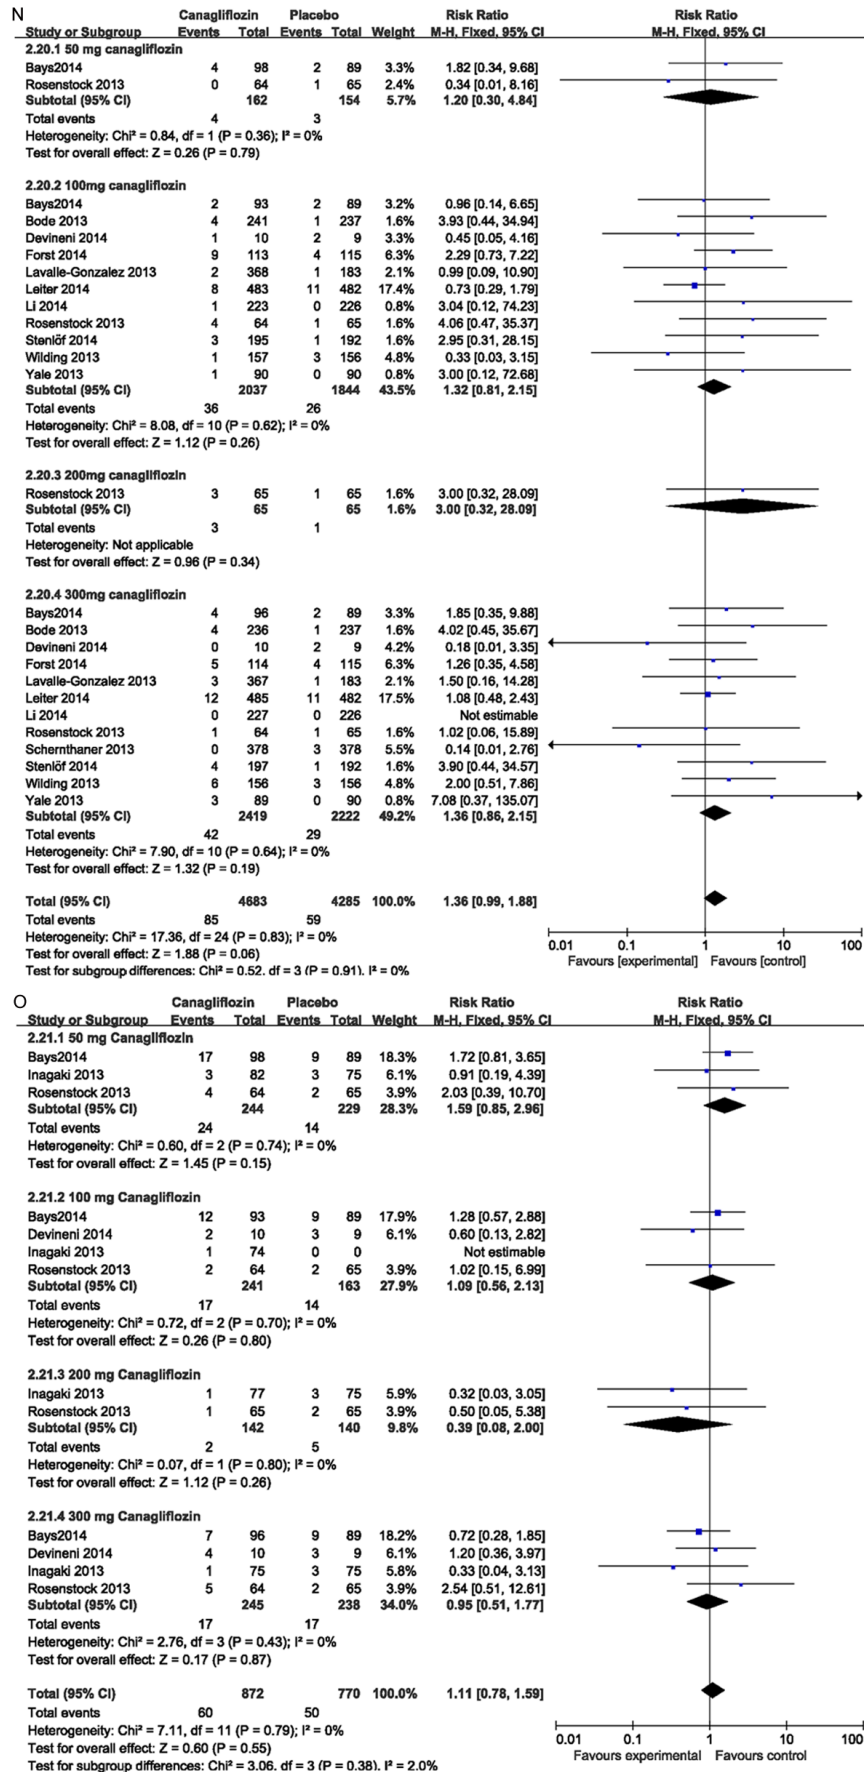 N
Canagliflozin Placebo Risk Ratio Risk Ratio
Study or Subgroup Events Total Events Total Weight M-H, Fixed, 95% CI M-H, Fixed, 95% CI
2.20.1 50 mg canagliflozin
Bays2014 4 98 2 89 3.3% 1.82 [0.34, 9.68]
Rosenstock 2013 0 64 1 65 2.4% 0.34 [0.01, 8.16]
Subtotal (95% CI) 162 154 5.7% 1.20 [0.30, 4.84]
Total events 4 3
Heterogeneity: Chi² = 0.84, df = 1 (P = 0.36); I² = 0%
Test for overall effect: Z = 0.26 (P = 0.79)
2.20.2 100mg canagliflozin
Bays2014 2 93 2 89 3.2% 0.96 [0.14, 6.65]
Bode 2013 4 241 1 237 1.6% 3.93 [0.44, 34.94]
Devineni 2014 1 10 2 9 3.3% 0.45 [0.05, 4.16]
Forst 2014 9 113 4 115 6.3% 2.29 [0.73, 7.22]
Lavalle-Gonzalez 2013 2 368 1 183 2.1% 0.99 [0.09, 10.90]
Leiter 2014 8 483 11 482 17.4% 0.73 [0.29, 1.79]
Li 2014 1 223 0 226 0.8% 3.04 [0.12, 74.23]
Rosenstock 2013 4 64 1 65 1.6% 4.06 [0.47, 35.37]
Stenlöf 2014 3 195 1 192 1.6% 2.95 [0.31, 28.15]
Wilding 2013 1 157 3 156 4.8% 0.33 [0.03, 3.15]
Yale 2013 1 90 0 90 0.8% 3.00 [0.12, 72.68]
Subtotal (95% CI) 2037 1844 43.5% 1.32 [0.81, 2.15]
Total events 36 26
Heterogeneity: Chi² = 8.08, df = 10 (P = 0.62); I² = 0%
Test for overall effect: Z = 1.12 (P = 0.26)
2.20.3 200mg canagliflozin
Rosenstock 2013 3 65 1 65 1.6% 3.00 [0.32, 28.09]
Subtotal (95% CI) 65 65 1.6% 3.00 [0.32, 28.09]
Total events 3 1
Heterogeneity: Not applicable
Test for overall effect: Z = 0.96 (P = 0.34)
2.20.4 300mg canagliflozin
Bays2014 4 96 2 89 3.3% 1.85 [0.35, 9.88]
Bode 2013 4 236 1 237 1.6% 4.02 [0.45, 35.67]
Devineni 2014 0 10 2 9 4.2% 0.18 [0.01, 3.35]
Forst 2014 5 114 4 115 6.3% 1.26 [0.35, 4.58]
Lavalle-Gonzalez 2013 3 367 1 183 2.1% 1.50 [0.16, 14.28]
Leiter 2014 12 485 11 482 17.5% 1.08 [0.48, 2.43]
Li 2014 0 227 0 226 Not estimable
Rosenstock 2013 1 64 1 65 1.6% 1.02 [0.06, 15.89]
Schernthaner 2013 0 378 3 378 5.5% 0.14 [0.01, 2.76]
Stenlöf 2014 4 197 1 192 1.6% 3.90 [0.44, 34.57]
Wilding 2013 6 156 3 156 4.8% 2.00 [0.51, 7.86]
Yale 2013 3 89 0 90 0.8% 7.08 [0.37, 135.07]
Subtotal (95% CI) 2419 2222 49.2% 1.36 [0.86, 2.15]
Total events 42 29
Heterogeneity: Chi² = 7.90, df = 10 (P = 0.64); I² = 0%
Test for overall effect: Z = 1.32 (P = 0.19)
Total (95% CI) 4683 4285 100.0% 1.36 [0.99, 1.88]
Total events 85 59
Heterogeneity: Chi² = 17.36, df = 24 (P = 0.83); I² = 0%
Test for overall effect: Z = 1.88 (P = 0.06)
Test for subgroup differences: Chi² = 0.52, df = 3 (P = 0.91), I² = 0%
0.01 0.1 1 10 100
Favours [experimental] Favours [control]
O
Canagliflozin Placebo Risk Ratio Risk Ratio
Study or Subgroup Events Total Events Total Weight M-H, Fixed, 95% CI M-H, Fixed, 95% CI
2.21.1 50 mg Canagliflozin
Bays2014 17 98 9 89 18.3% 1.72 [0.81, 3.65]
Inagaki 2013 3 82 3 75 6.1% 0.91 [0.19, 4.39]
Rosenstock 2013 4 64 2 65 3.9% 2.03 [0.39, 10.70]
Subtotal (95% CI) 244 229 28.3% 1.59 [0.85, 2.96]
Total events 24 14
Heterogeneity: Chi² = 0.60, df = 2 (P = 0.74); I² = 0%
Test for overall effect: Z = 1.45 (P = 0.15)
2.21.2 100 mg Canagliflozin
Bays2014 12 93 9 89 17.9% 1.28 [0.57, 2.88]
Devineni 2014 2 10 3 9 6.1% 0.60 [0.13, 2.82]
Inagaki 2013 1 74 0 0 Not estimable
Rosenstock 2013 2 64 2 65 3.9% 1.02 [0.15, 6.99]
Subtotal (95% CI) 241 163 27.9% 1.09 [0.56, 2.13]
Total events 17 14
Heterogeneity: Chi² = 0.72, df = 2 (P = 0.70); I² = 0%
Test for overall effect: Z = 0.26 (P = 0.80)
2.21.3 200 mg Canagliflozin
Inagaki 2013 1 77 3 75 5.9% 0.32 [0.03, 3.05]
Rosenstock 2013 1 65 2 65 3.9% 0.50 [0.05, 5.38]
Subtotal (95% CI) 142 140 9.8% 0.39 [0.08, 2.00]
Total events 2 5
Heterogeneity: Chi² = 0.07, df = 1 (P = 0.80); I² = 0%
Test for overall effect: Z = 1.12 (P = 0.26)
2.21.4 300 mg Canagliflozin
Bays2014 7 96 9 89 18.2% 0.72 [0.28, 1.85]
Devineni 2014 4 10 3 9 6.1% 1.20 [0.36, 3.97]
Inagaki 2013 1 75 3 75 5.8% 0.33 [0.04, 3.13]
Rosenstock 2013 5 64 2 65 3.9% 2.54 [0.51, 12.61]
Subtotal (95% CI) 245 238 34.0% 0.95 [0.51, 1.77]
Total events 17 17
Heterogeneity: Chi² = 2.76, df = 3 (P = 0.43); I² = 0%
Test for overall effect: Z = 0.17 (P = 0.87)
Total (95% CI) 872 770 100.0% 1.11 [0.78, 1.59]
Total events 60 50
Heterogeneity: Chi² = 7.11, df = 11 (P = 0.79); I² = 0%
Test for overall effect: Z = 0.60 (P = 0.55)
Test for subgroup differences: Chi² = 3.06, df = 3 (P = 0.38), I² = 2.0%
0.01 0.1 1 10 100
Favours experimental Favours control